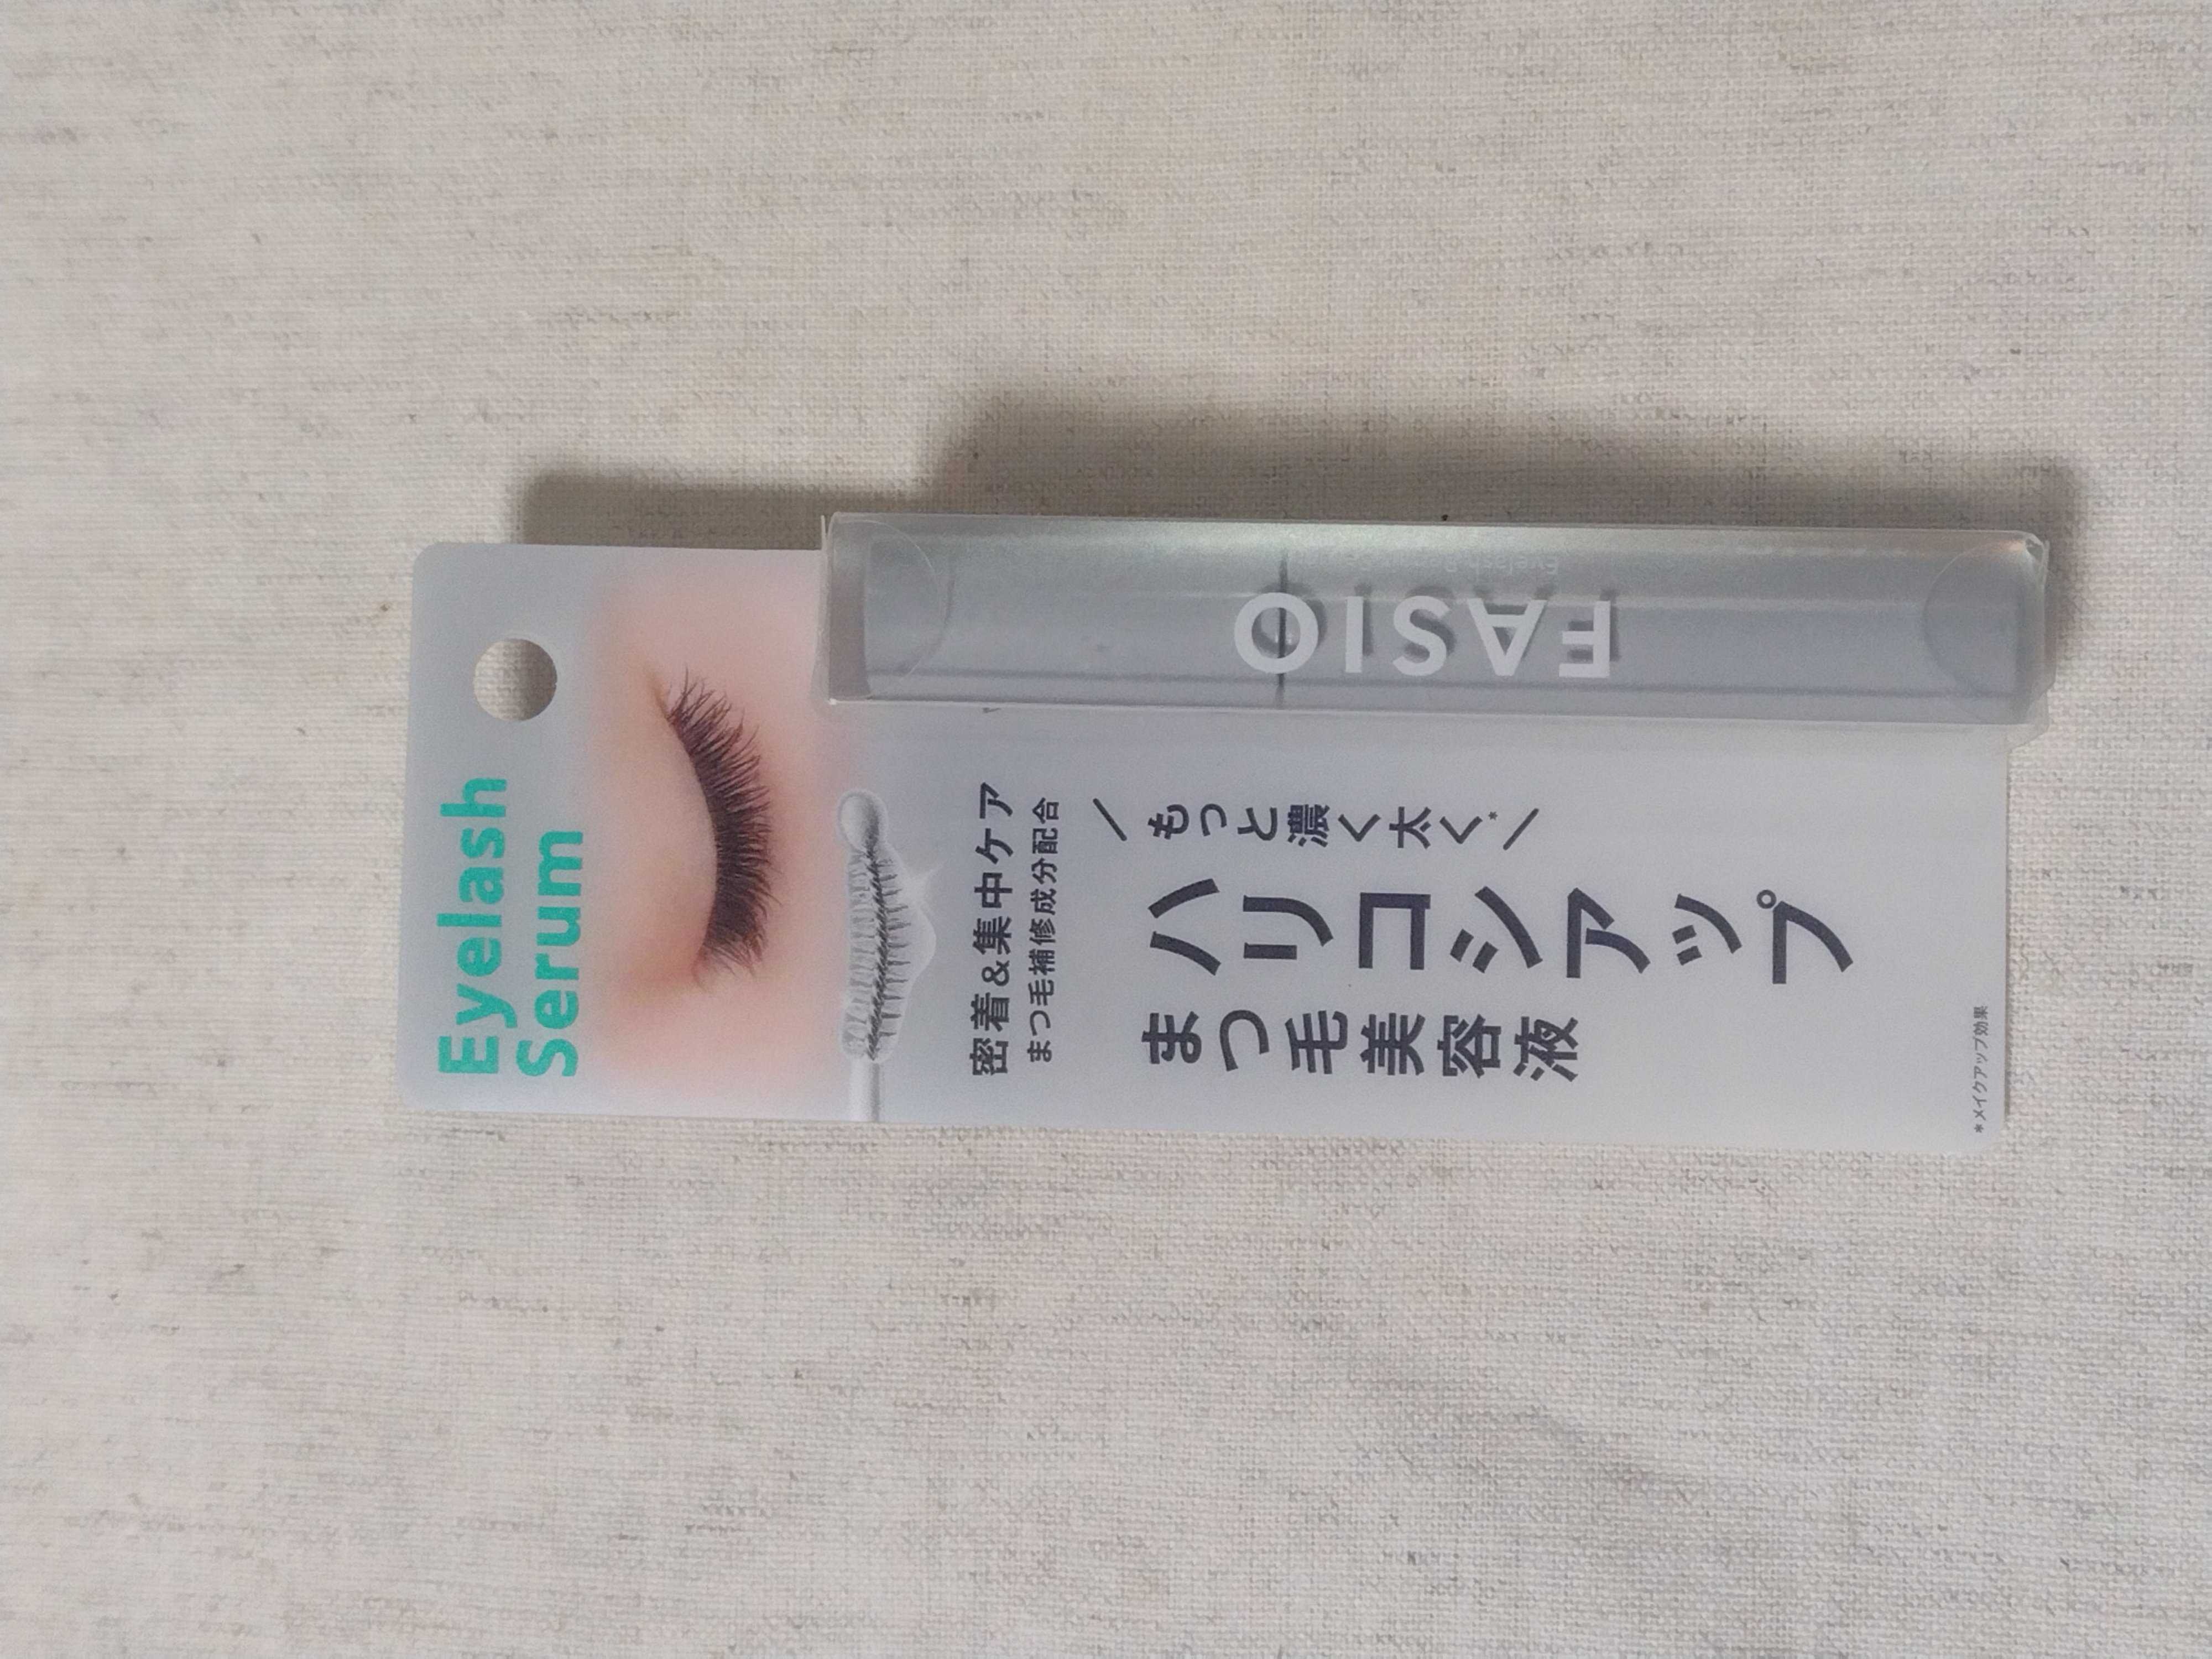 Eyelash
Serum
密着&集中ケア
まつ毛補修成分配合
もっと濃く太く*
ハリコシアップ
まつ毛美容液
*メイクアップ効果
FASIO